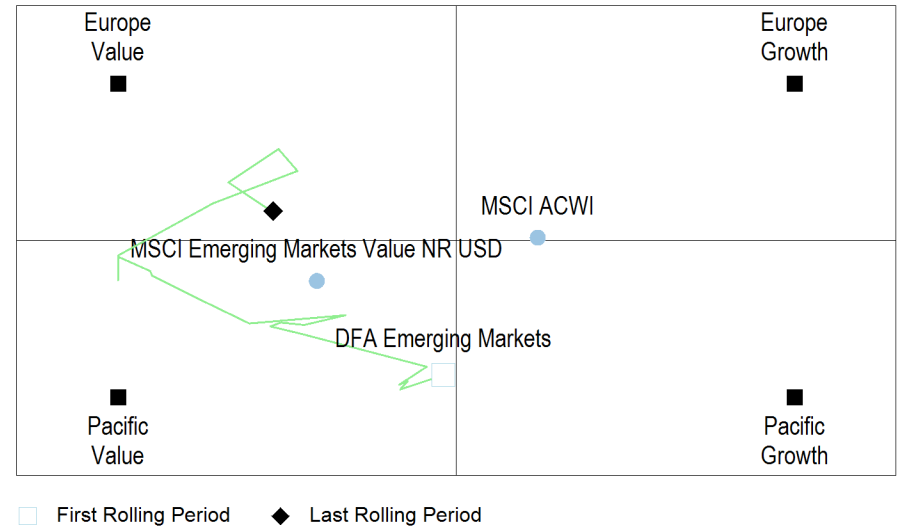 Europe
Value
Europe
Growth
MSCI ACWI
MSCI Emerging Markets Value NR USD
DFA Emerging Markets
Pacific
Value
Pacific
Growth
First Rolling Period
Last Rolling Period